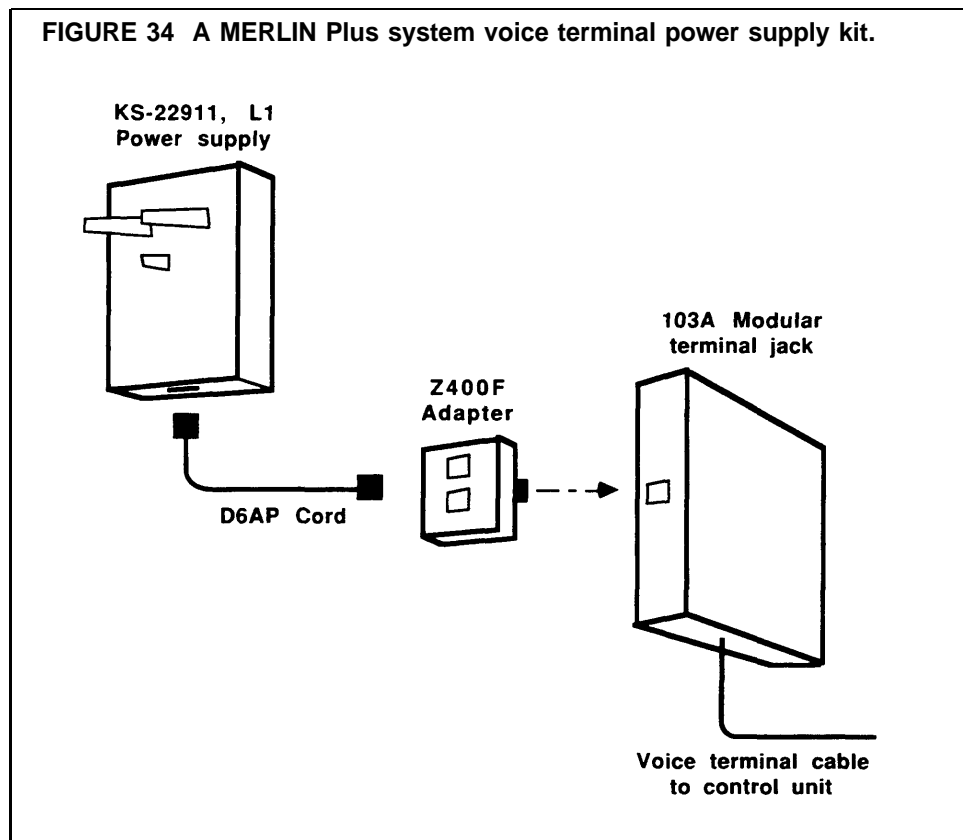 FIGURE 34 A MERLIN Plus system voice terminal power supply kit.
KS-22911, L1
Power supply
103A Modular
terminal jack
Z400F
Adapter
D6AP Cord
Voice terminal cable
to control unit